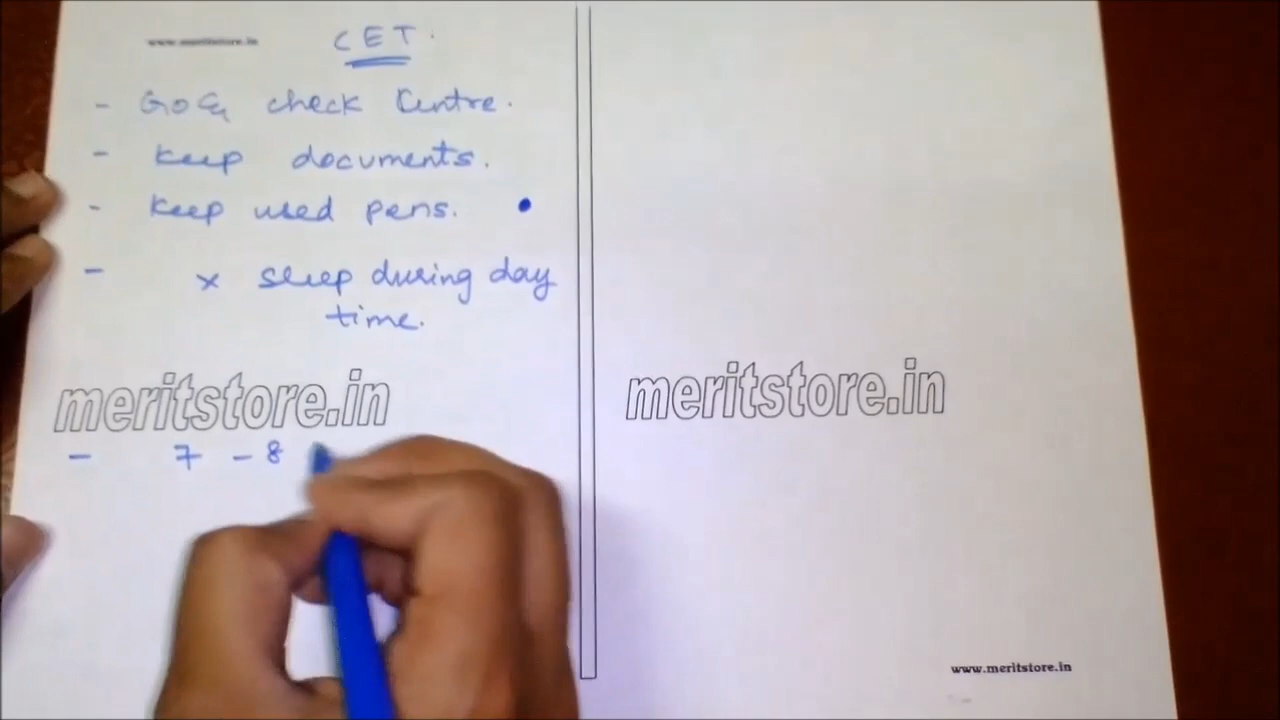 www.meritstore.in
CET.
- Go & check Centre.
- Keep documents.
- Keep used pens.
- x sleep during day
time.
meritstore.in
meritstore.in
- 7 - 8
www.meritstore.in